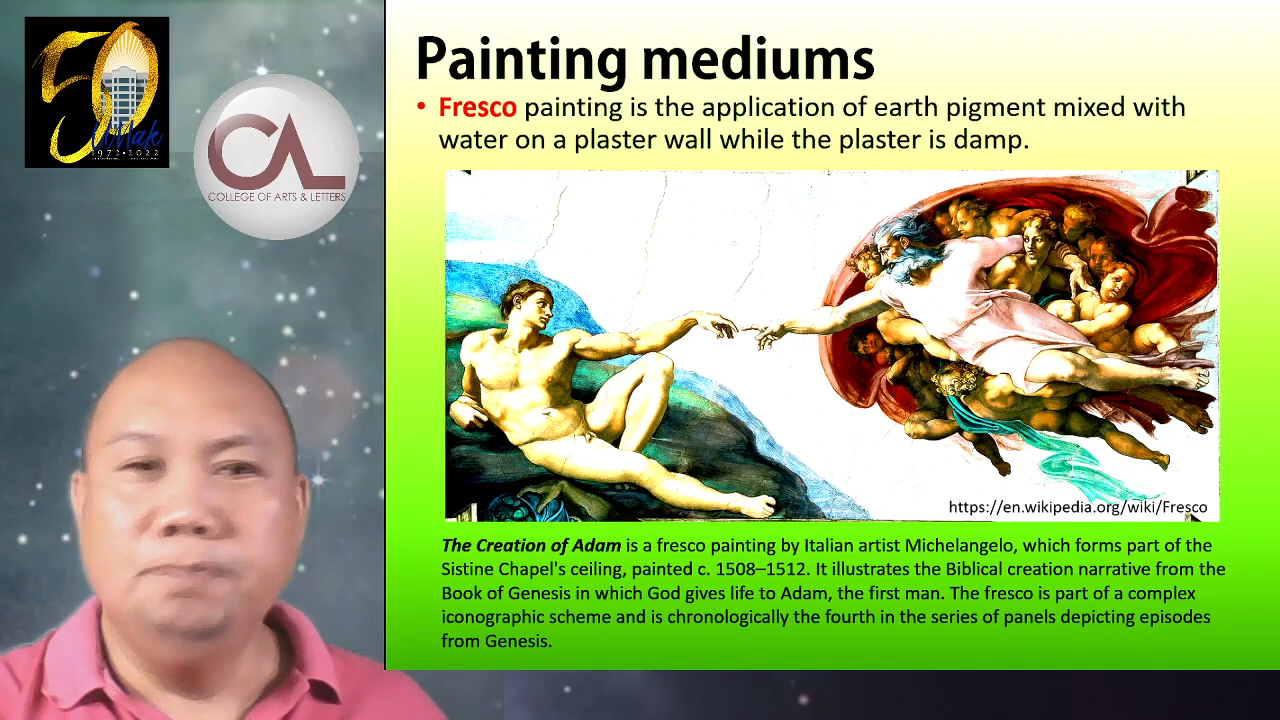 50
UMak
1972•2022
CAL
COLLEGE OF ARTS & LETTERS
Painting mediums
• Fresco painting is the application of earth pigment mixed with
water on a plaster wall while the plaster is damp.
https://en.wikipedia.org/wiki/Fresco
The Creation of Adam is a fresco painting by Italian artist Michelangelo, which forms part of the
Sistine Chapel's ceiling, painted c. 1508–1512. It illustrates the Biblical creation narrative from the
Book of Genesis in which God gives life to Adam, the first man. The fresco is part of a complex
iconographic scheme and is chronologically the fourth in the series of panels depicting episodes
from Genesis.